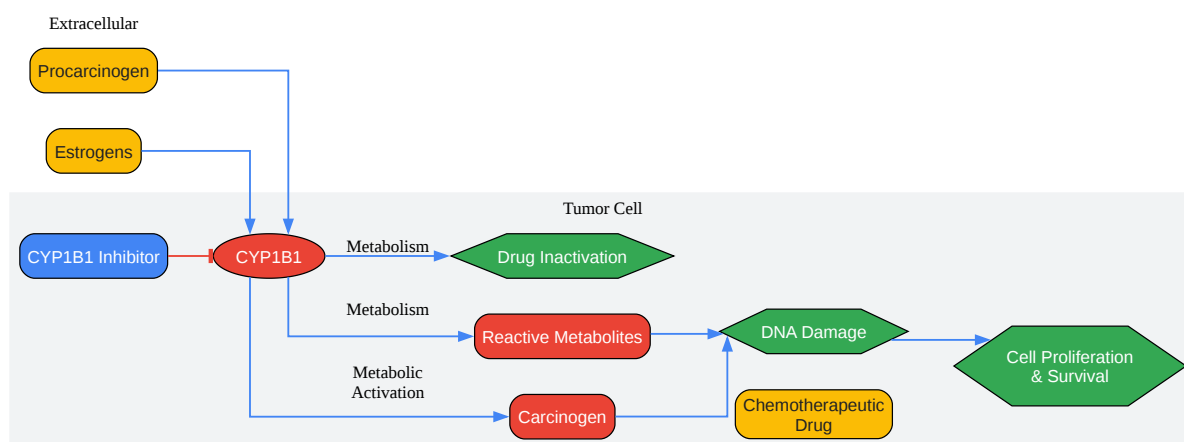 Extracellular
Procarcinogen
Estrogens
Tumor Cell
CYP1B1 Inhibitor
CYP1B1
Metabolism
Drug Inactivation
Metabolism
Reactive Metabolites
DNA Damage
Cell Proliferation
& Survival
Metabolic
Activation
Carcinogen
Chemotherapeutic
Drug